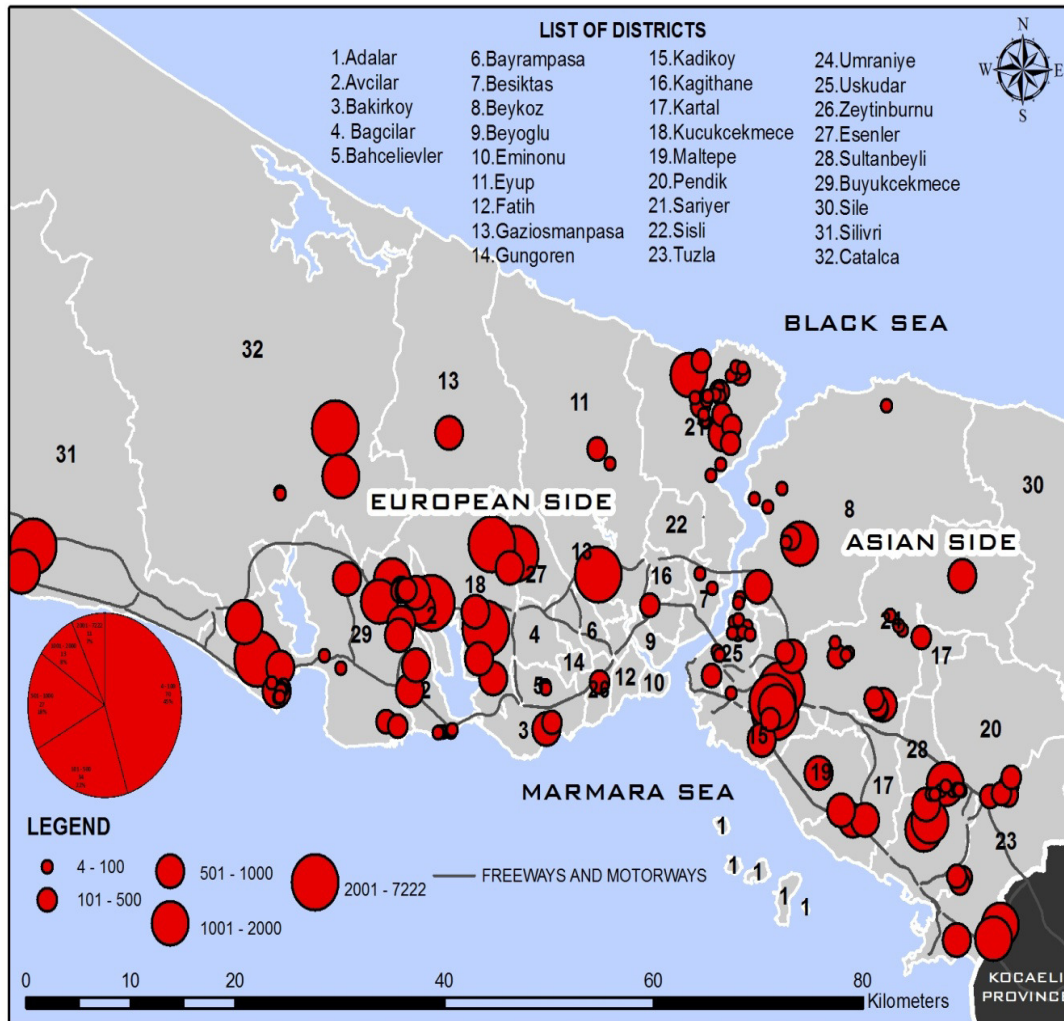 LIST OF DISTRICTS
N
W E
S
1.Adalar
2.Avcilar
3.Bakirkoy
4. Bagcilar
5.Bahcelievler
6.Bayrampasa
7.Besiktas
8.Beykoz
9.Beyoglu
10.Eminonu
11.Eyup
12.Fatih
13.Gaziosmanpasa
14.Gungoren
15.Kadikoy
16.Kagithane
17.Kartal
18.Kucukcekmece
19.Maltepe
20.Pendik
21.Sariyer
22.Sisli
23.Tuzla
24.Umraniye
25.Uskudar
26.Zeytinburnu
27.Esenler
28.Sultanbeyli
29.Buyukcekmece
30.Sile
31.Silivri
32.Catalca
BLACK SEA
32
13
11
21
31
30
8
EUROPEAN SIDE
22
ASIAN SIDE
13
27
16
18
7
2
24
29
4
6
9
17
14
25
5
12
10
26
2
3
15
20
28
MARMARA SEA
19
17
1
23
1
1
1
1
LEGEND
4 - 100
101 - 500
501 - 1000
1001 - 2000
2001 - 7222
FREEWAYS AND MOTORWAYS
KOCAELI
PROVINCE
0 20 40 60 80
Kilometers